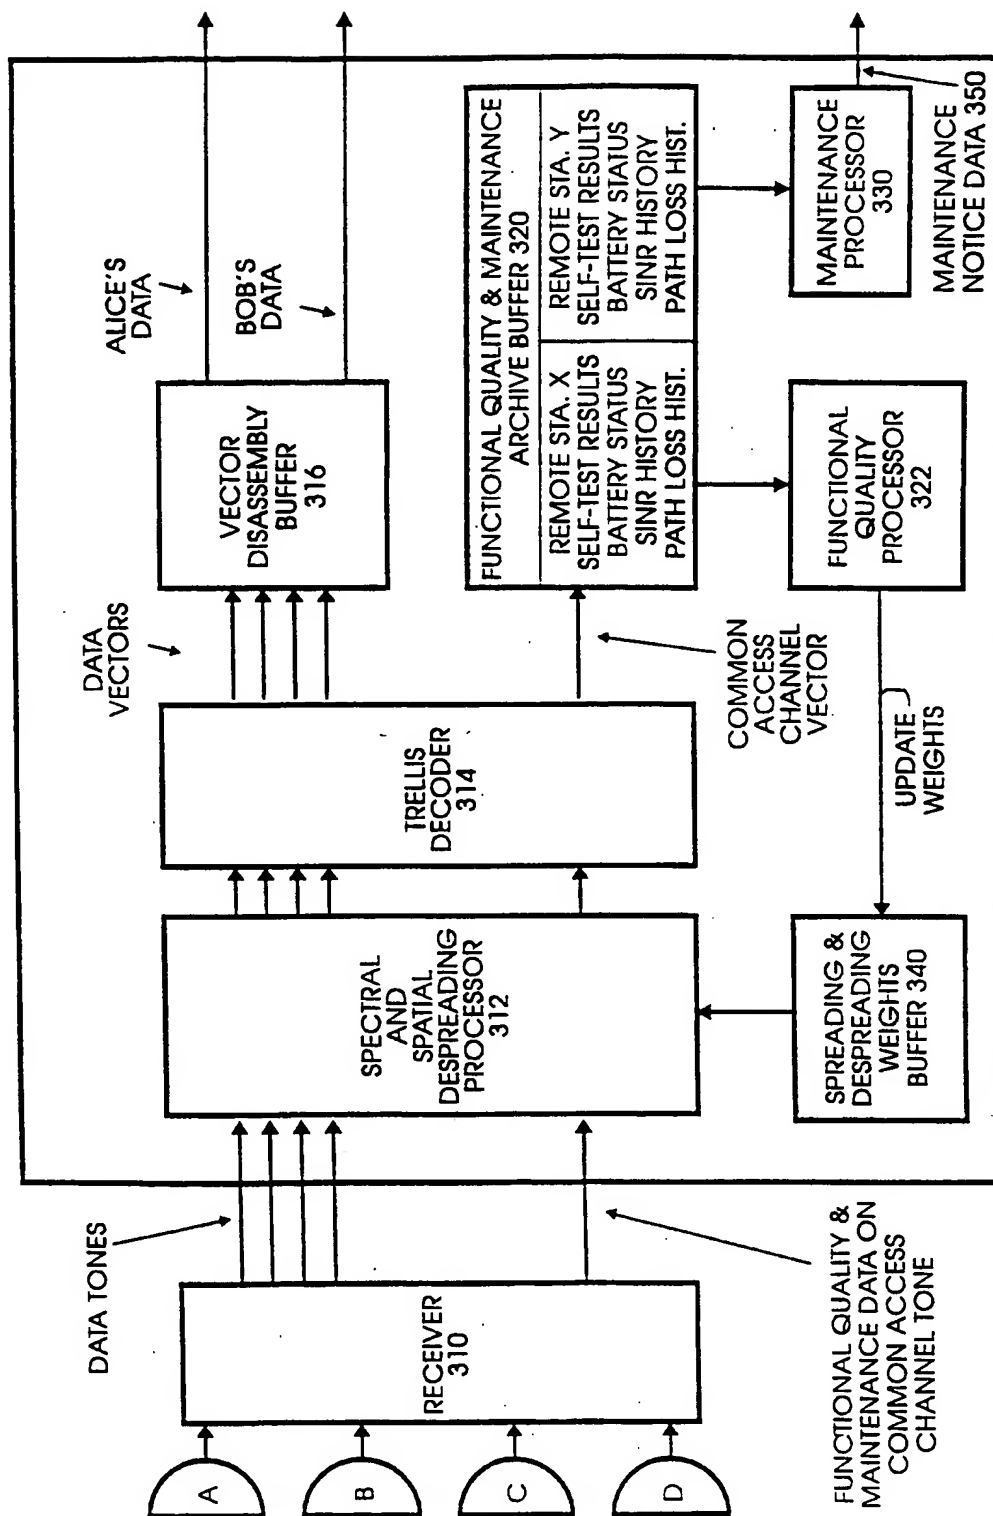 A
B
C
D
RECEIVER
310
DATA TONES
FUNCTIONAL QUALITY &
MAINTENANCE DATA ON
COMMON ACCESS
CHANNEL TONE
SPECTRAL
AND
SPATIAL
DESPREADING
PROCESSOR
312
SPREADING &
DESPREADING
WEIGHTS
BUFFER 340
TRELLIS
DECODER
314
UPDATE
WEIGHTS
DATA
VECTORS
COMMON
ACCESS
CHANNEL
VECTOR
VECTOR
DISASSEMBLY
BUFFER
316
ALICE'S
DATA
BOB'S
DATA
FUNCTIONAL QUALITY & MAINTENANCE
ARCHIVE BUFFER 320
REMOTE STA. X
SELF-TEST RESULTS
BATTERY STATUS
SINR HISTORY
PATH LOSS HIST.
REMOTE STA. Y
SELF-TEST RESULTS
BATTERY STATUS
SINR HISTORY
PATH LOSS HIST.
FUNCTIONAL
QUALITY
PROCESSOR
322
MAINTENANCE
PROCESSOR
330
MAINTENANCE
NOTICE DATA 350